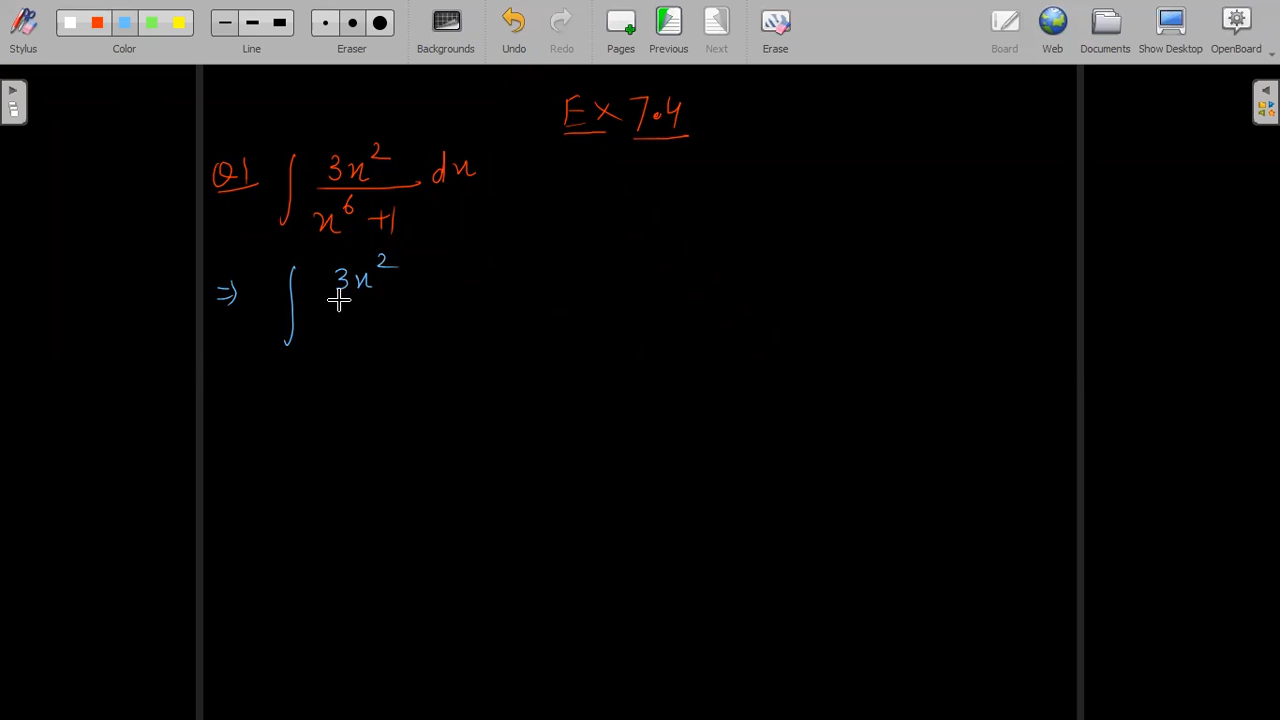 Stylus Color Line Eraser Backgrounds Undo Redo Pages Previous Next Erase Board Web Documents Show Desktop OpenBoard
Ex 7.4
Q1 ∫ 3x² / (x⁶ + 1) dx
⇒ ∫ 3x²